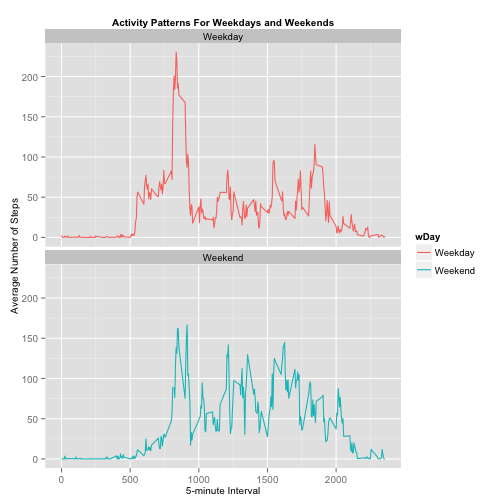 Activity Patterns For Weekdays and Weekends
Weekday
200
150
100
50
0
Weekend
200
150
100
50
0
0
500
1000
1500
2000
5-minute Interval
Average Number of Steps
wDay
Weekday
Weekend